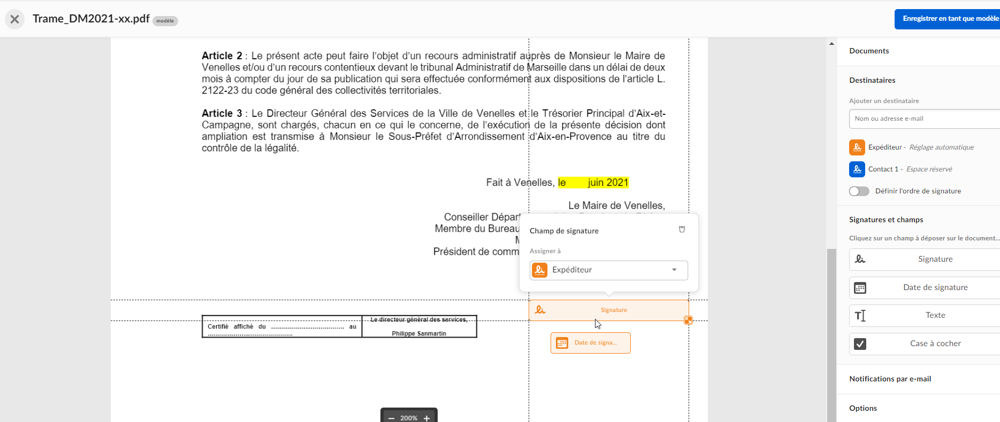 Trame_DM2021-xx.pdf modèle
Enregistrer en tant que modèle
Article 2 : Le présent acte peut faire l'objet d'un recours administratif auprès de Monsieur le Maire de
Venelles et/ou d'un recours contentieux devant le tribunal Administratif de Marseille dans un délai de deux
mois à compter du jour de sa publication qui sera effectuée conformément aux dispositions de l'article L.
2122-23 du code général des collectivités territoriales.
Article 3 : Le Directeur Général des Services de la Ville de Venelles et le Trésorier Principal d'Aix-et-
Campagne, sont chargés, chacun en ce qui le concerne, de l'exécution de la présente décision dont
ampliation est transmise à Monsieur le Sous-Préfet d'Arrondissement d'Aix-en-Provence au titre du
contrôle de la légalité.
Fait à Venelles, le juin 2021
Le Maire de Venelles,
Conseiller Départ
Membre du Bureau
M
Président de comm
Champ de signature
Assigner à
Expéditeur
Signature
Date de signa...
Certifié affiché du ...................................... au
...........................................
Le directeur général des services,
Philippe Sanmartin
200%
Documents
Destinataires
Ajouter un destinataire
Nom ou adresse e-mail
Expéditeur - Réglage automatique
Contact 1 - Espace réservé
Définir l'ordre de signature
Signatures et champs
Cliquez sur un champ à déposer sur le document...
Signature
Date de signature
Texte
Case à cocher
Notifications par e-mail
Options